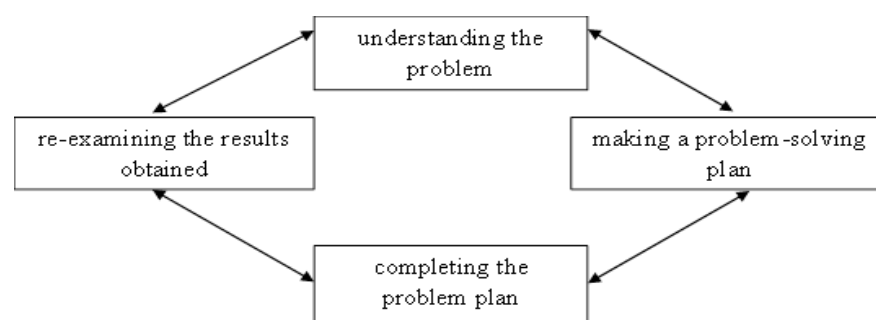 understanding the
problem
re-examining the results
obtained
making a problem-solving
plan
completing the
problem plan